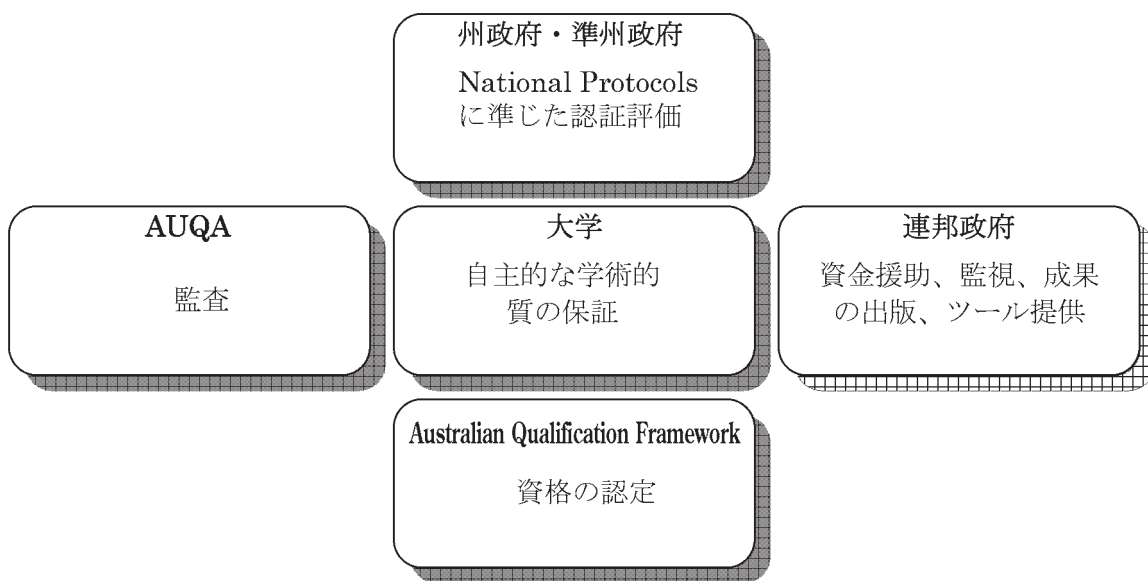 州政府・準州政府
National Protocols
に準じた認証評価
AUQA
監査
大学
自主的な学術的
質の保証
連邦政府
資金援助、監視、成果
の出版、ツール提供
Australian Qualification Framework
資格の認定